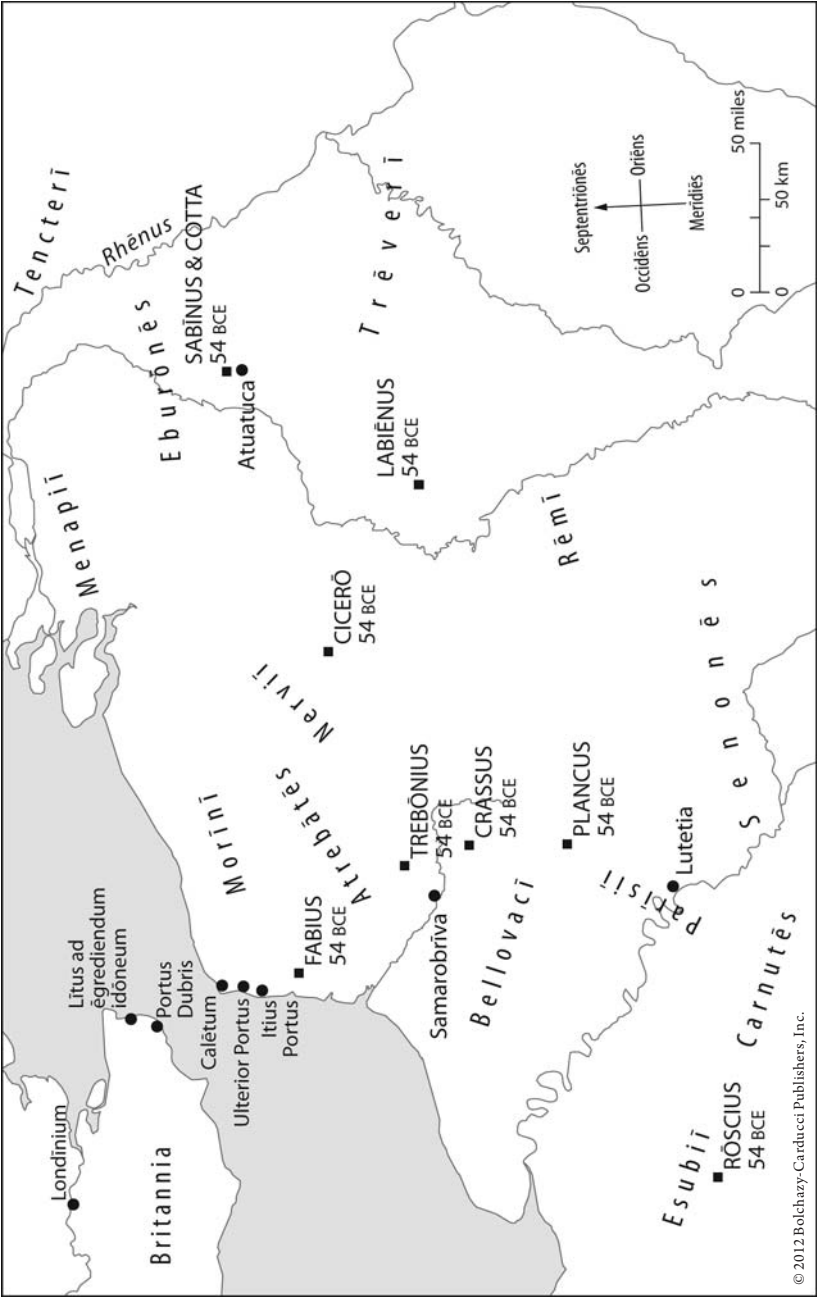 Tencterī
Rhēnus
Menapiī
Eburōnēs
SABĪNUS & COTTA
54 BCE
Atuatuca
Trēverī
LABIĒNUS
54 BCE
Rēmī
CICERŌ
54 BCE
Nerviī
Atrebātēs
Morīnī
TREBŌNIUS
54 BCE
CRASSUS
54 BCE
PLANCUS
54 BCE
Senonēs
Lutetia
Parīsiī
Bellovacī
Samarobrīva
FABIUS
54 BCE
Lītus ad
ēgrediendum
idōneum
Portus
Dubris
Calētum
Ulterior Portus
Itius
Portus
Londīnium
Britannia
Carnutēs
Esubiī
RŌSCIUS
54 BCE
Septentriōnēs
Occidēns
Oriēns
Merīdiēs
0 50 miles
0 50 km
© 2012 Bolchazy-Carducci Publishers, Inc.